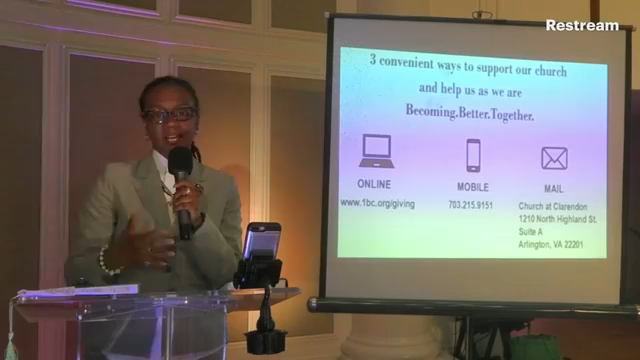 Restream
3 convenient ways to support our church
and help us as we are
Becoming.Better.Together.
ONLINE
www.1bc.org/giving
MOBILE
703.215.9151
MAIL
Church at Clarendon
1210 North Highland St.
Suite A
Arlington, VA 22201